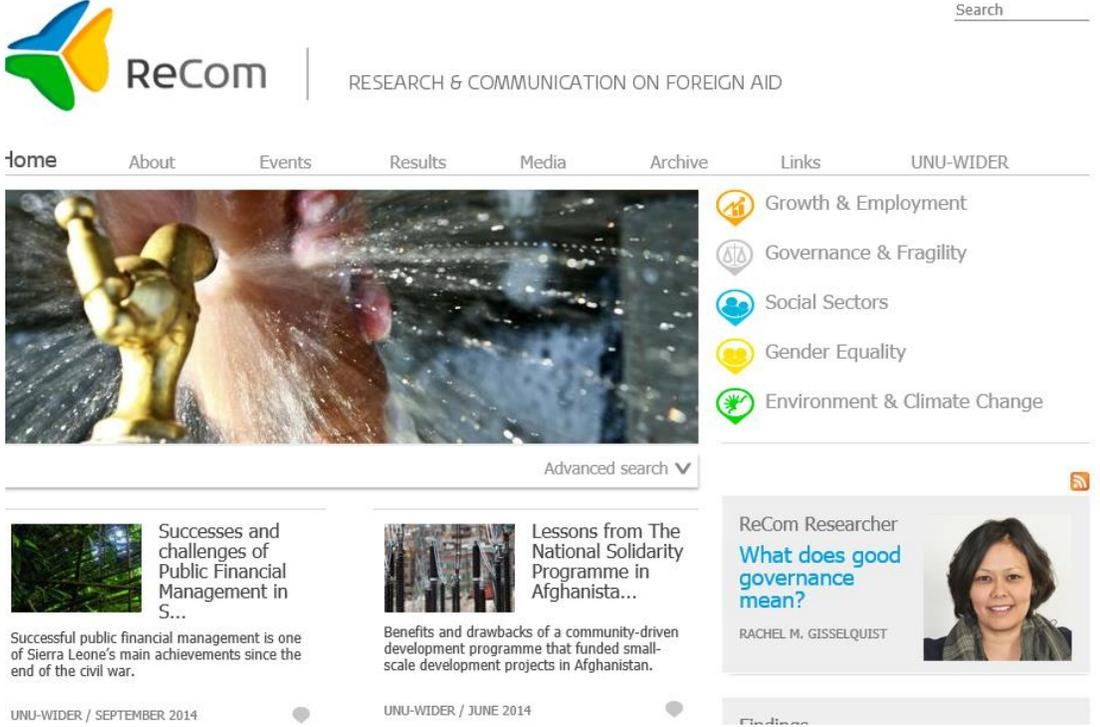 Search
ReCom
RESEARCH & COMMUNICATION ON FOREIGN AID
Home
About
Events
Results
Media
Archive
Links
UNU-WIDER
Growth & Employment
Governance & Fragility
Social Sectors
Gender Equality
Environment & Climate Change
Advanced search
Successes and
challenges of
Public Financial
Management in
S...
Successful public financial management is one
of Sierra Leone's main achievements since the
end of the civil war.
UNU-WIDER / SEPTEMBER 2014
Lessons from The
National Solidarity
Programme in
Afghanista...
Benefits and drawbacks of a community-driven
development programme that funded small-
scale development projects in Afghanistan.
UNU-WIDER / JUNE 2014
ReCom Researcher
What does good
governance
mean?
RACHEL M. GISSELQUIST
Findings